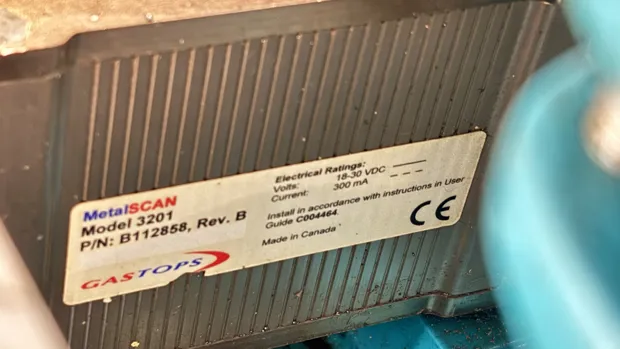 MetalSCAN
Model 3201
P/N: B112858, Rev. B
GASTOPS
Electrical Ratings:
Volts: 18-30 VDC
Current: 300 mA
Install in accordance with instructions in User
Guide C004464.
Made in Canada
CE